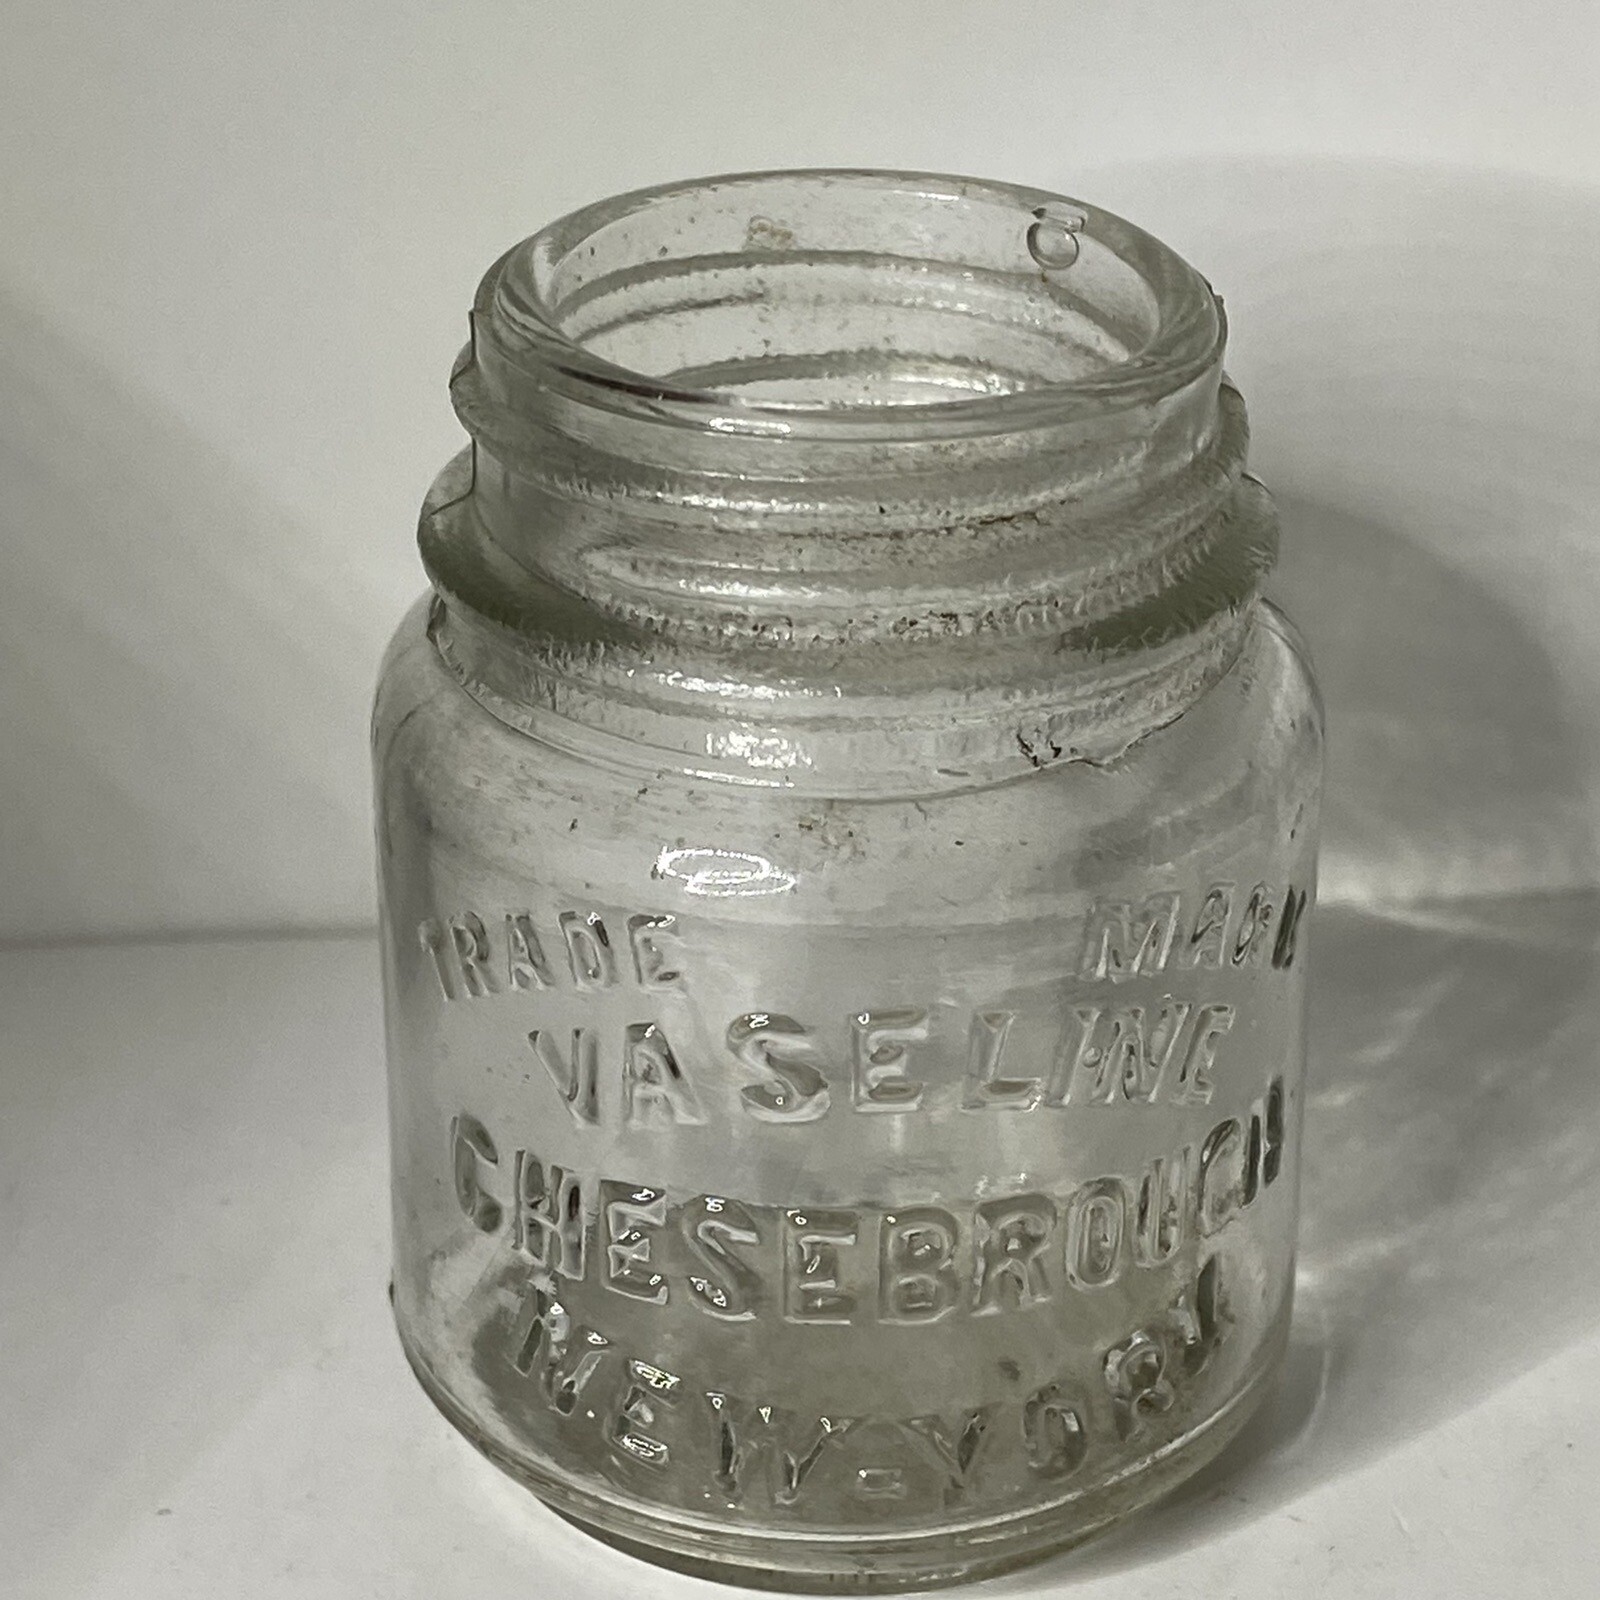 TRADE MARK
VASELINE
CHESEBROUGH
NEW-YORK